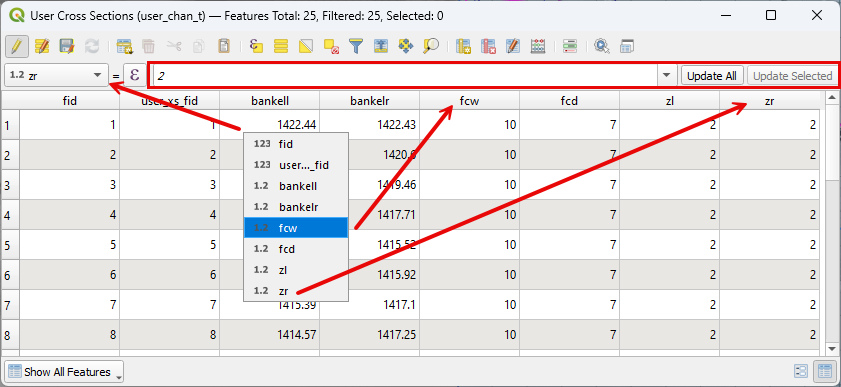 User Cross Sections (user_chan_t) — Features Total: 25, Filtered: 25, Selected: 0
1.2 zr = ε 2 Update All Update Selected
fid user_xs_fid bankell bankelr fcw fcd zl zr
1 1 1 1422.44 1422.43 10 7 2 2
2 2 2 1420.6 10 7 2 2
3 3 3 1419.46 10 7 2 2
4 4 4 1417.71 10 7 2 2
5 5 5 1415.52 10 7 2 2
6 6 6 1415.92 10 7 2 2
7 7 7 1415.39 1417.1 10 7 2 2
8 8 8 1414.57 1417.25 10 7 2 2
123 fid
123 user..._fid
1.2 bankell
1.2 bankelr
1.2 fcw
1.2 fcd
1.2 zl
1.2 zr
Show All Features